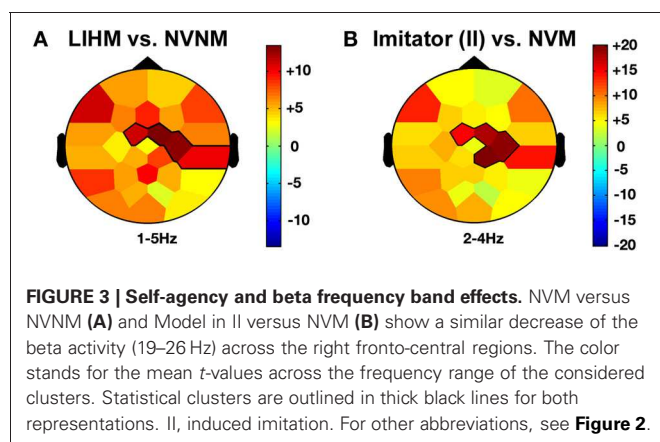 A LIHM vs. NVNM
B Imitator (II) vs. NVM
+10
+5
0
-5
-10
+20
+15
+10
+5
0
-5
-10
+15
-20
1-5Hz
2-4Hz
FIGURE 3 | Self-agency and beta frequency band effects. NVM versus
NVNM (A) and Model in II versus NVM (B) show a similar decrease of the
beta activity (19–26 Hz) across the right fronto-central regions. The color
stands for the mean t-values across the frequency range of the considered
clusters. Statistical clusters are outlined in thick black lines for both
representations. II, induced imitation. For other abbreviations, see Figure 2.